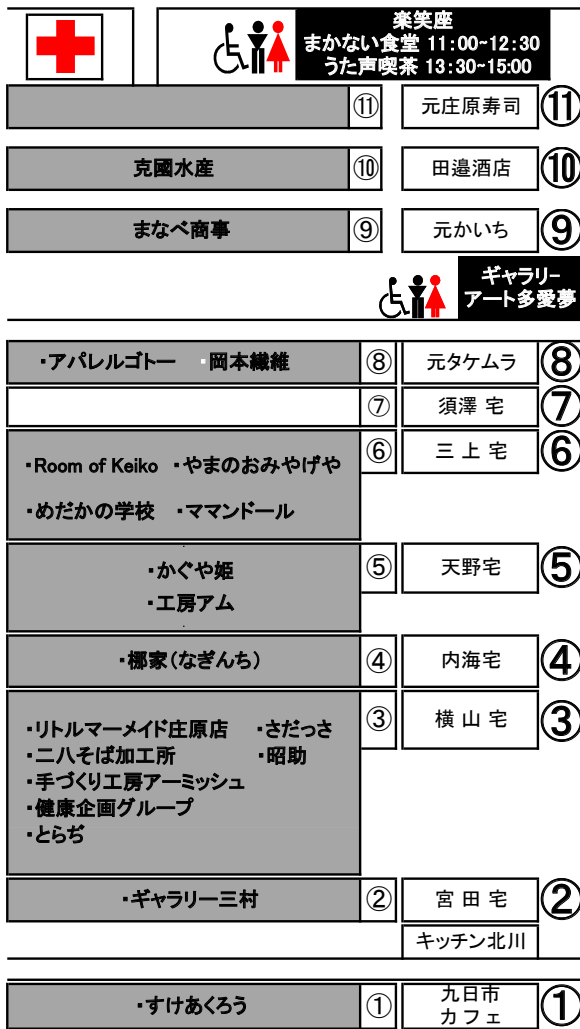 楽笑座
まかない食堂 11:00~12:30
うた声喫茶 13:30~15:00
⑪ 元庄原寿司 ⑪
克國水産 ⑩ 田邉酒店 ⑩
まなべ商事 ⑨ 元かいち ⑨
ギャラリー
アート多愛夢
・アパレルゴトー ・岡本繊維 ⑧ 元タケムラ ⑧
⑦ 須澤 宅 ⑦
⑥ 三 上 宅 ⑥
・Room of Keiko ・やまのおみやげや
・めだかの学校 ・ママンドール
・かぐや姫 ⑤ 天野宅 ⑤
・工房アム
・梛家(なぎんち) ④ 内海宅 ④
③ 横 山 宅 ③
・リトルマーメイド庄原店 ・さだっさ
・二八そば加工所 ・昭助
・手づくり工房アーミッシュ
・健康企画グループ
・とらぢ
・ギャラリー三村 ② 宮 田 宅 ②
キッチン北川
・すけあくろう ① 九日市 ①
カフェ